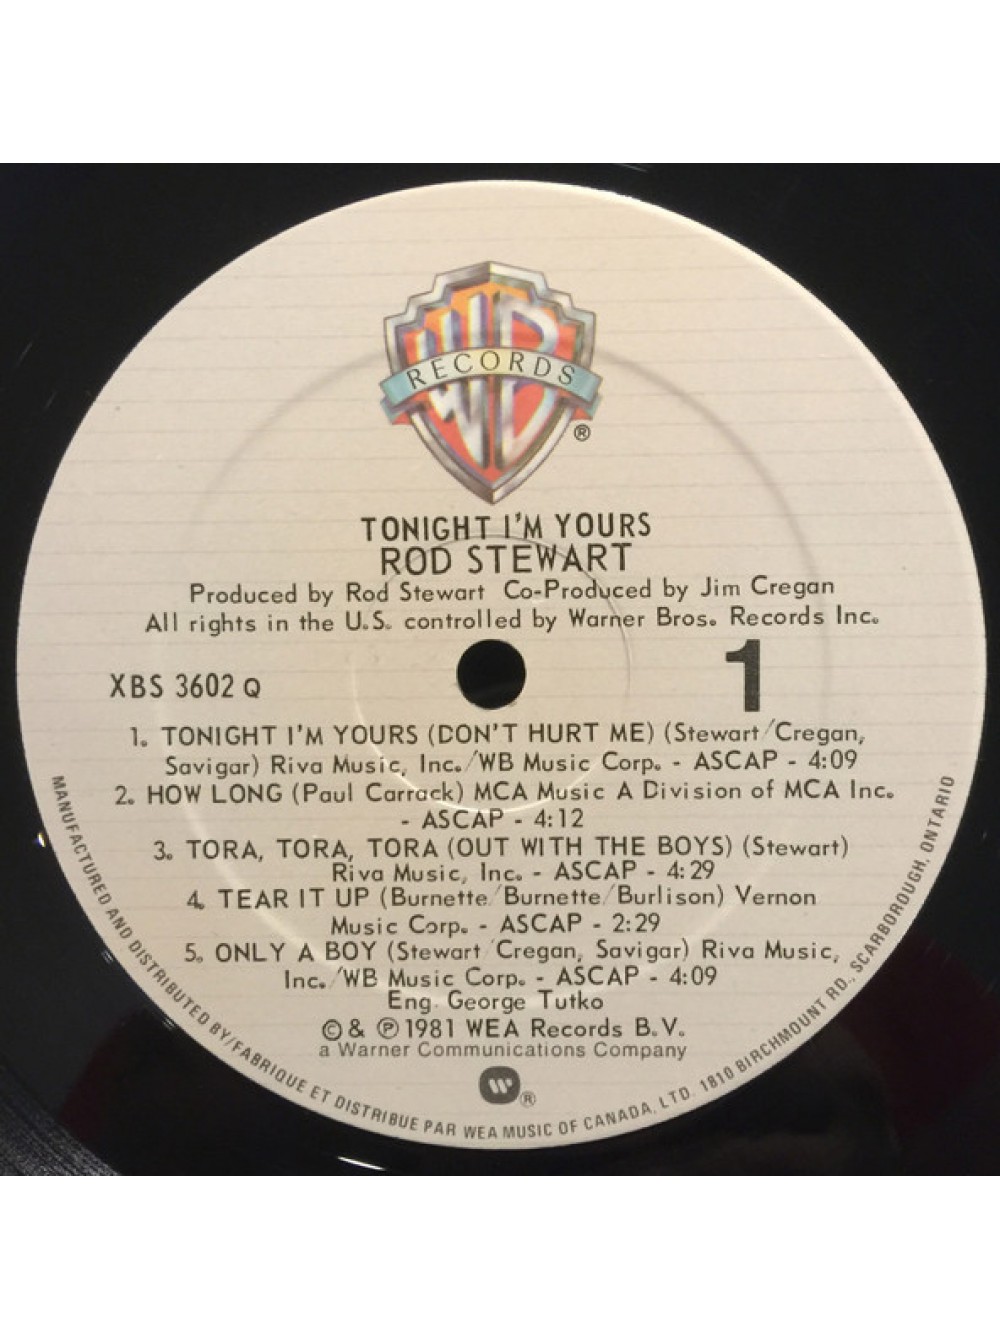 WB
RECORDS
®
TONIGHT I'M YOURS
ROD STEWART
Produced by Rod Stewart Co-Produced by Jim Cregan
All rights in the U.S. controlled by Warner Bros. Records Inc.
XBS 3602 Q
1
1. TONIGHT I'M YOURS (DON'T HURT ME) (Stewart/Cregan,
Savigar) Riva Music, Inc./WB Music Corp. - ASCAP - 4:09
2. HOW LONG (Paul Carrack) MCA Music A Division of MCA Inc.
- ASCAP - 4:12
3. TORA, TORA, TORA (OUT WITH THE BOYS) (Stewart)
Riva Music, Inc. - ASCAP - 4:29
4. TEAR IT UP (Burnette/Burnette/Burlison) Vernon
Music Corp. - ASCAP - 2:29
5. ONLY A BOY (Stewart/Cregan, Savigar) Riva Music,
Inc./WB Music Corp. - ASCAP - 4:09
Eng. George Tutko
© & ℗ 1981 WEA Records B.V.
a Warner Communications Company
W ®
MANUFACTURED AND DISTRIBUTED BY/FABRIQUE ET DISTRIBUE PAR WEA MUSIC OF CANADA, LTD. 1810 BIRCHMOUNT RD., SCARBOROUGH, ONTARIO